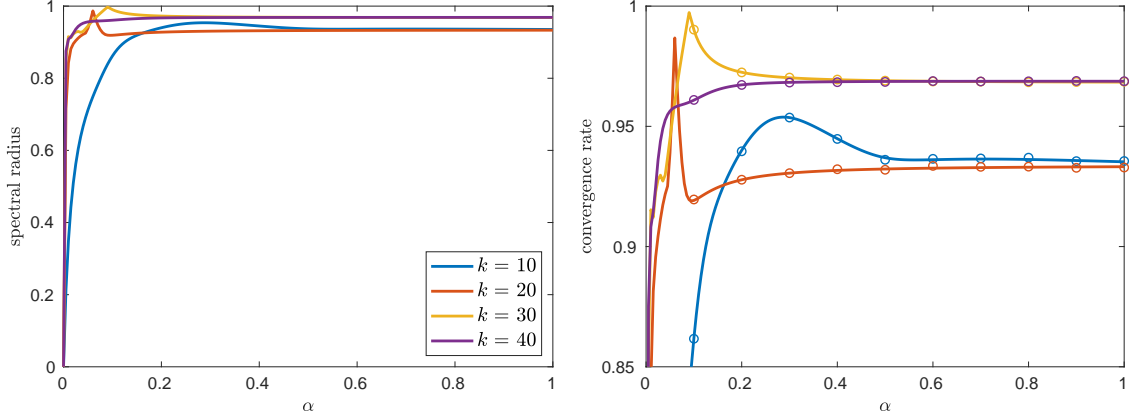 1
0.8
0.6
0.4
0.2
0
spectral radius
0 0.2 0.4 0.6 0.8 1
α
k = 10
k = 20
k = 30
k = 40
1
0.95
0.9
0.85
convergence rate
0 0.2 0.4 0.6 0.8 1
α